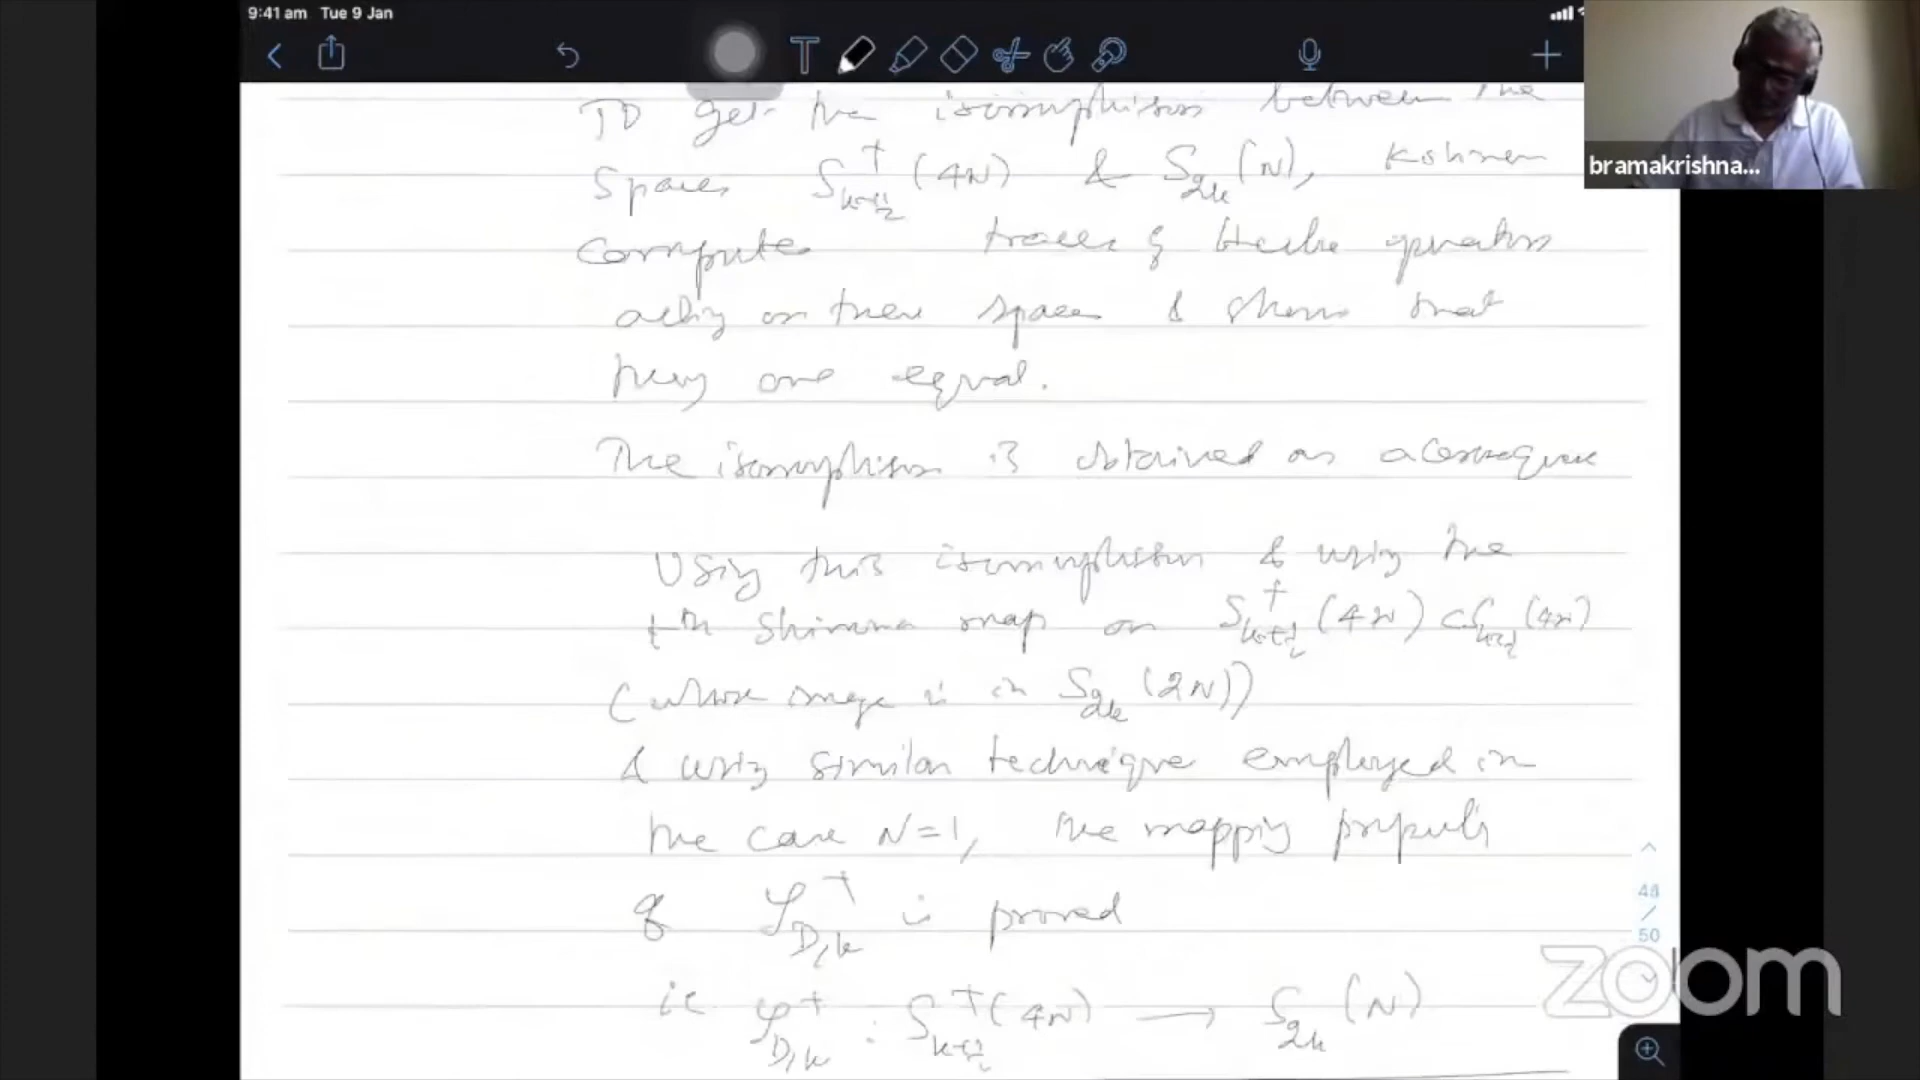 9:41 am Tue 9 Jan
To get the isomorphism between the
spaces S^+_{k+1/2}(4N) & S_{2k}(N), Kohnen
computes traces of Hecke operators
acting on these spaces & shows that
they are equal.
The isomorphism is obtained as a consequence
Using this isomorphism & using the
t^th Shimura map on S^+_{k+1/2}(4N) ⊂ S_{k+1/2}(4N)
(whose image is in S_{2k}(2N))
& using similar technique employed in
the case N=1, the mapping property
of 𝒮^+_{D,k} is proved
ie 𝒮^+_{D,k} : S^+_{k+1/2}(4N) → S_{2k}(N)
bramakrishna...
48
/
50
zoom